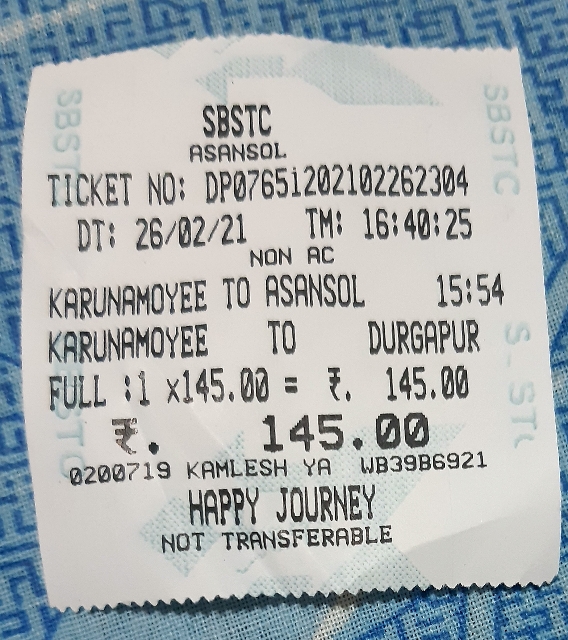 SBSTC
ASANSOL
TICKET NO: DP0765i202102262304
DT: 26/02/21 TM: 16:40:25
NON AC
KARUNAMOYEE TO ASANSOL 15:54
KARUNAMOYEE TO DURGAPUR
FULL :1 x145.00 = ₹. 145.00
₹. 145.00
0200719 KAMLESH YA WB39B6921
HAPPY JOURNEY
NOT TRANSFERABLE
SBSTC
SBSTC